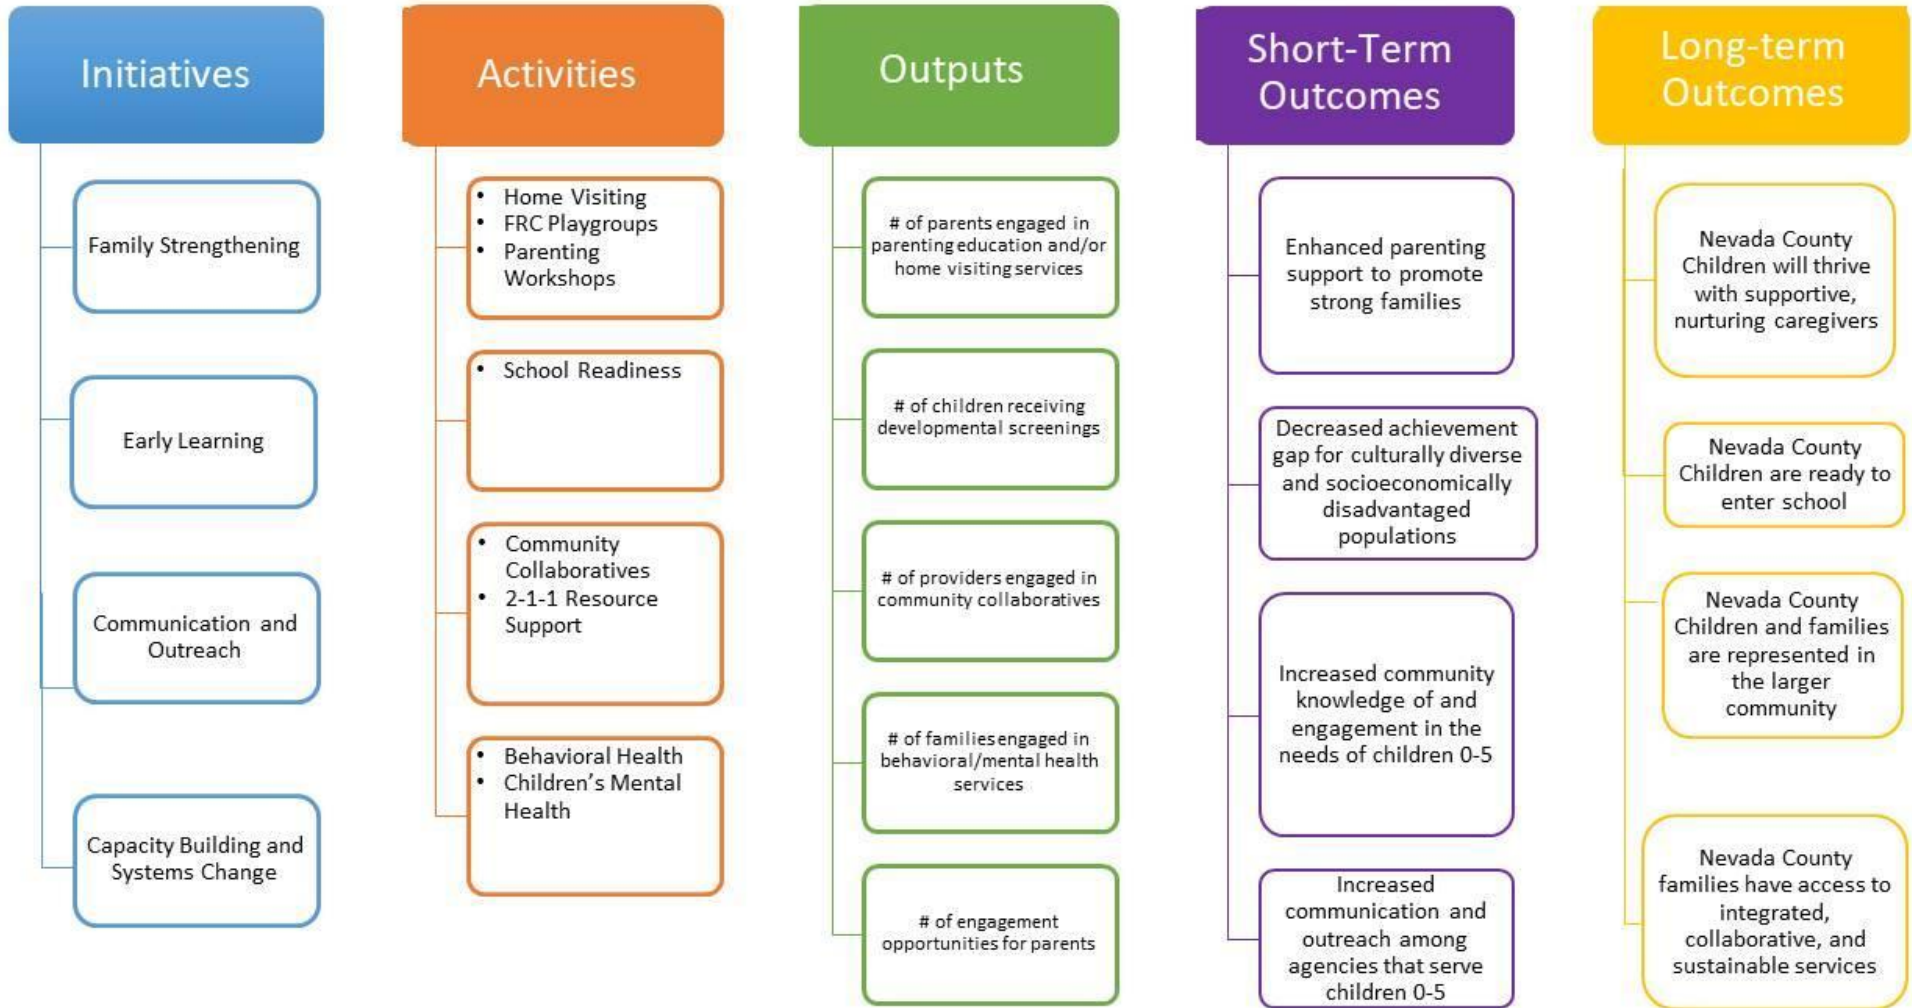 Initiatives
Family Strengthening
Early Learning
Communication and
Outreach
Capacity Building and
Systems Change
Activities
• Home Visiting
• FRC Playgroups
• Parenting
Workshops
• School Readiness
• Community
Collaboratives
• 2-1-1 Resource
Support
• Behavioral Health
• Children’s Mental
Health
Outputs
# of parents engaged in
parenting education and/or
home visiting services
# of children receiving
developmental screenings
# of providers engaged in
community collaboratives
# of families engaged in
behavioral/mental health
services
# of engagement
opportunities for parents
Short-Term
Outcomes
Enhanced parenting
support to promote
strong families
Decreased achievement
gap for culturally diverse
and socioeconomically
disadvantaged
populations
Increased community
knowledge of and
engagement in the
needs of children 0-5
Increased
communication and
outreach among
agencies that serve
children 0-5
Long-term
Outcomes
Nevada County
Children will thrive
with supportive,
nurturing caregivers
Nevada County
Children are ready to
enter school
Nevada County
Children and families
are represented in
the larger
community
Nevada County
families have access to
integrated,
collaborative, and
sustainable services